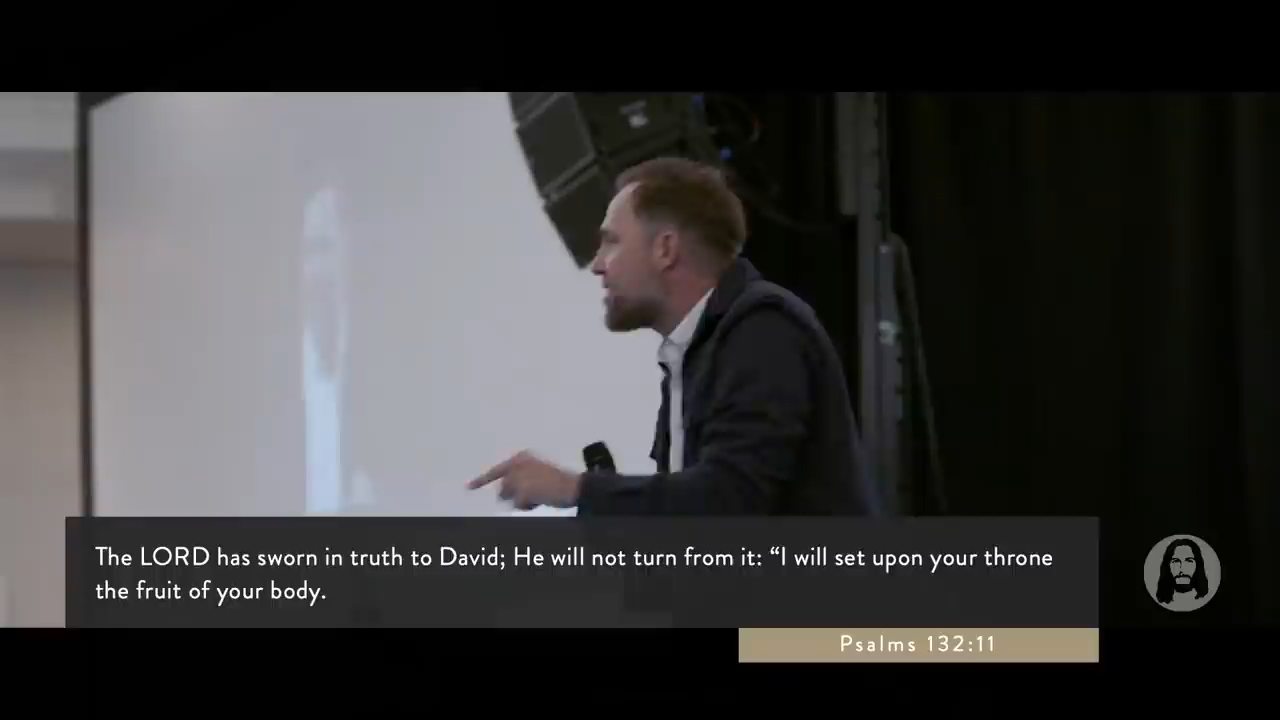 The LORD has sworn in truth to David; He will not turn from it: “I will set upon your throne
the fruit of your body.
Psalms 132:11